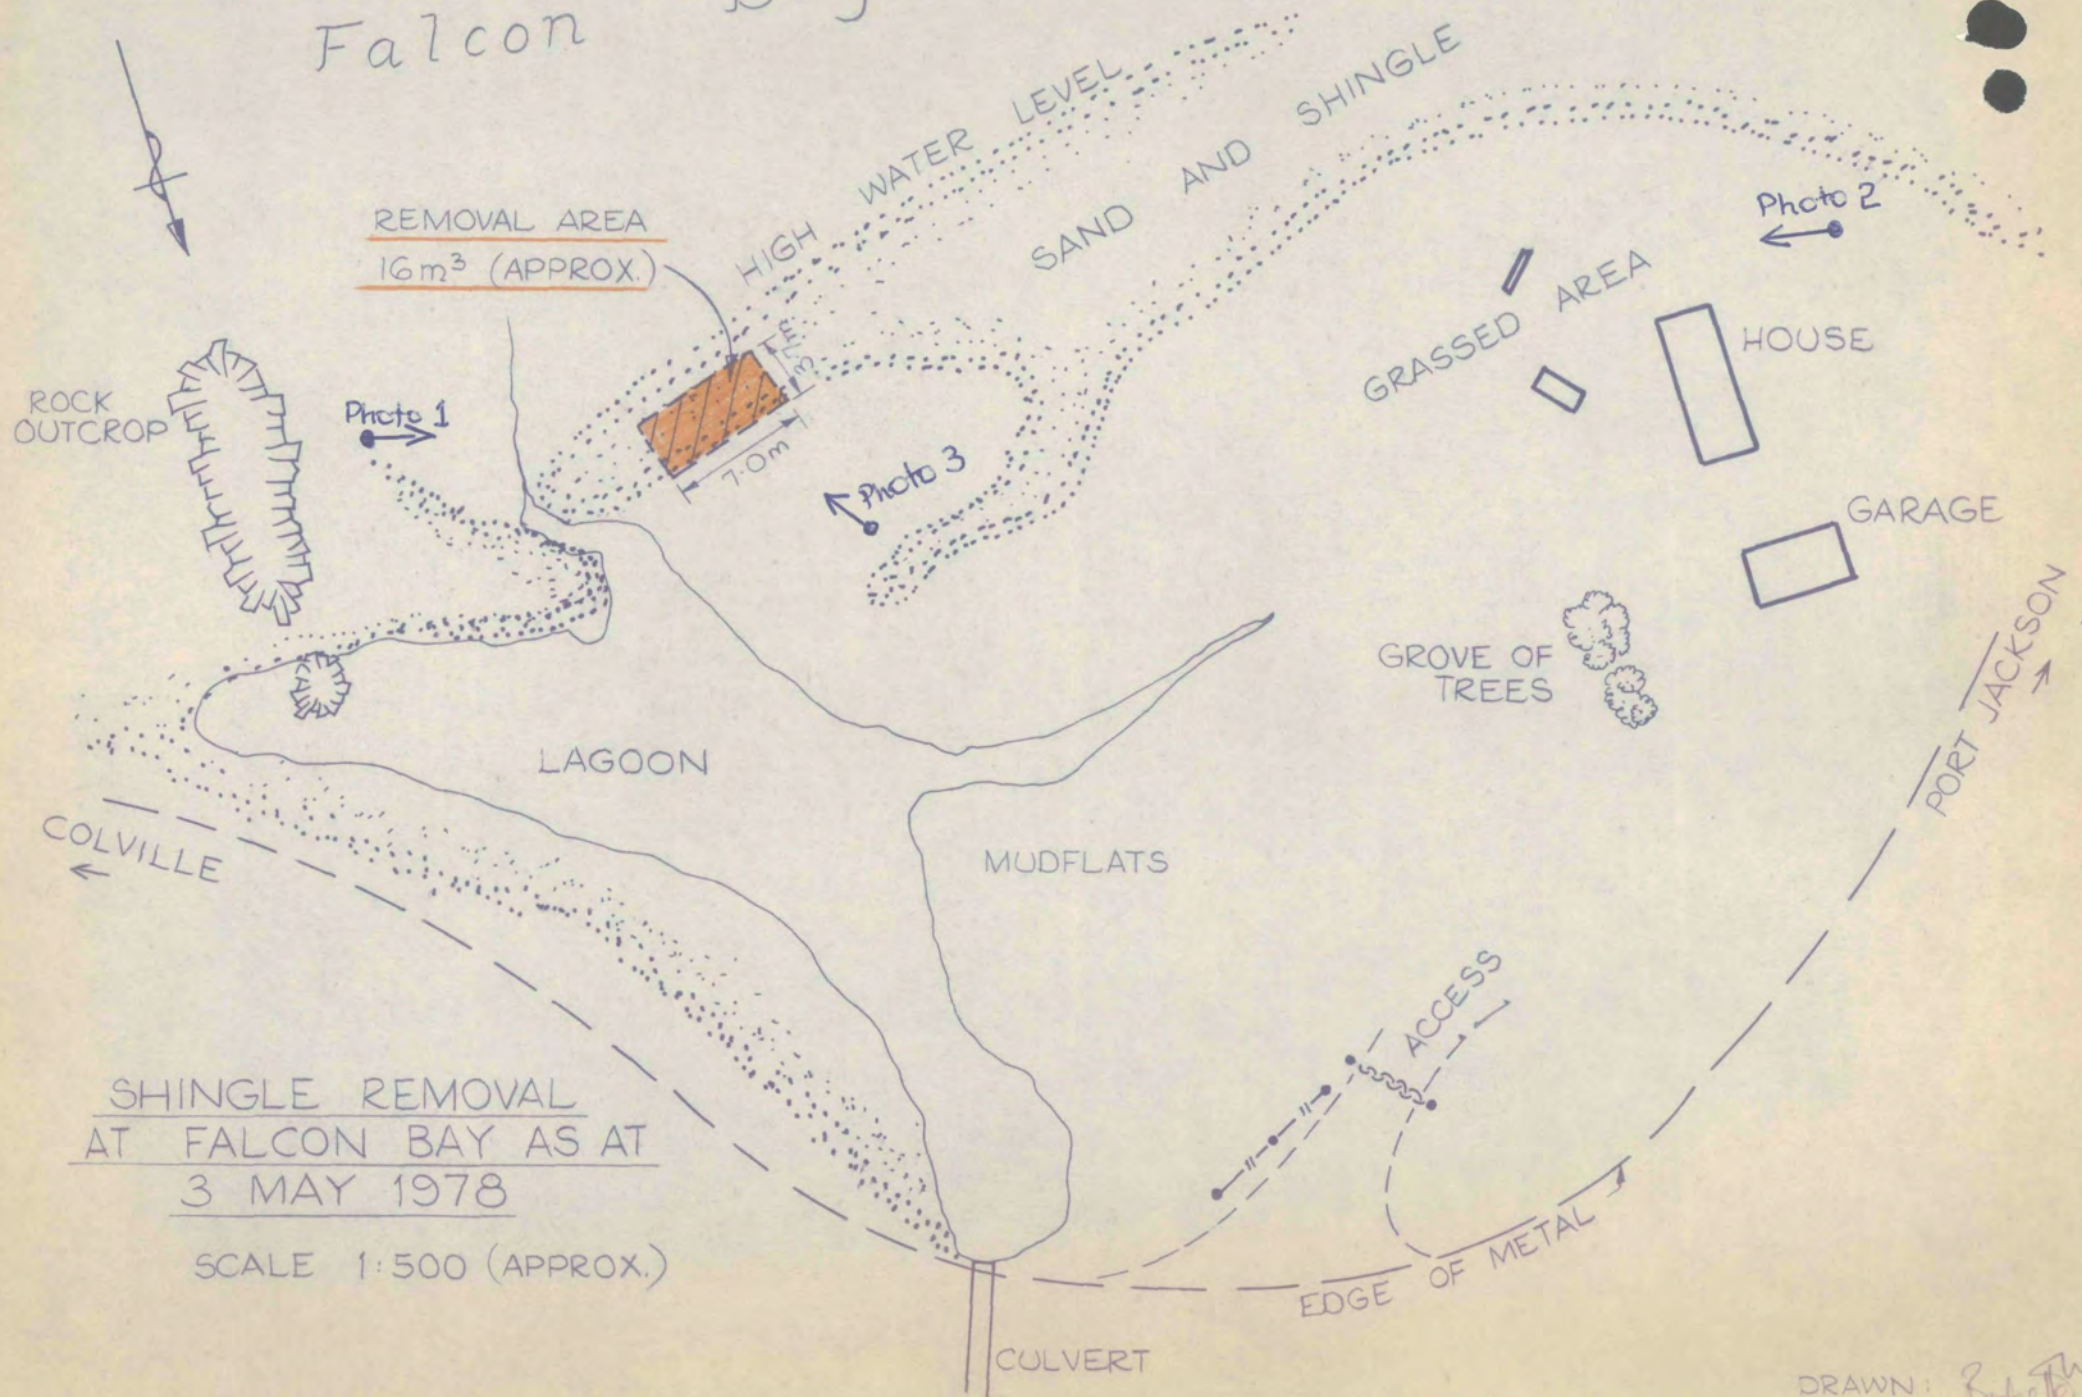 Falcon
HIGH WATER LEVEL
SAND AND SHINGLE
REMOVAL AREA
16m³ (APPROX.)
3.7m
7.0m
Photo 2
GRASSED AREA
HOUSE
ROCK
OUTCROP
Photo 1
Photo 3
GARAGE
GROVE OF
TREES
PORT JACKSON
LAGOON
COLVILLE
MUDFLATS
ACCESS
SHINGLE REMOVAL
AT FALCON BAY AS AT
3 MAY 1978
SCALE 1:500 (APPROX.)
EDGE OF METAL
CULVERT
DRAWN: